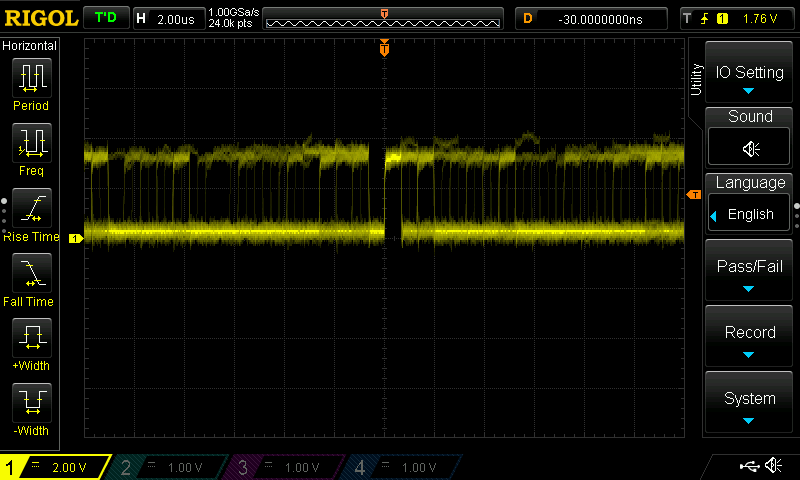 RIGOL T'D H 2.00us 1.00GSa/s 24.0k pts T D -30.0000000ns T 1 1.76 V
Horizontal
Period
Freq
Rise Time
Fall Time
+Width
-Width
T
T
1
Utility
IO Setting
Sound
Language
English
Pass/Fail
Record
System
1 2.00 V 2 1.00 V 3 1.00 V 4 1.00 V